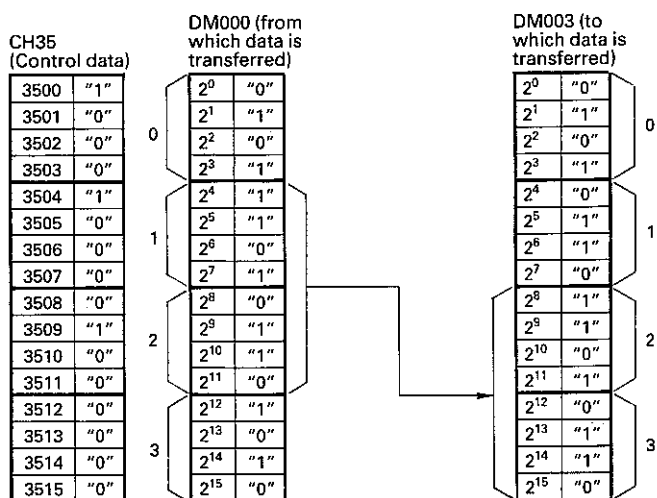 CH35
(Control data)
DM000 (from
which data is
transferred)
DM003 (to
which data is
transferred)
3500 "1" 2⁰ "0" 2⁰ "0"
3501 "0" 2¹ "1" 2¹ "1"
0 0
3502 "0" 2² "0" 2² "0"
3503 "0" 2³ "1" 2³ "1"
3504 "1" 2⁴ "1" 2⁴ "0"
3505 "0" 2⁵ "1" 2⁵ "1"
1 1
3506 "0" 2⁶ "0" 2⁶ "1"
3507 "0" 2⁷ "1" 2⁷ "0"
3508 "0" 2⁸ "0" 2⁸ "1"
3509 "1" 2⁹ "1" 2⁹ "1"
2 2
3510 "0" 2¹⁰ "1" 2¹⁰ "0"
3511 "0" 2¹¹ "0" 2¹¹ "1"
3512 "0" 2¹² "1" 2¹² "0"
3513 "0" 2¹³ "0" 2¹³ "1"
3 3
3514 "0" 2¹⁴ "1" 2¹⁴ "1"
3515 "0" 2¹⁵ "0" 2¹⁵ "0"